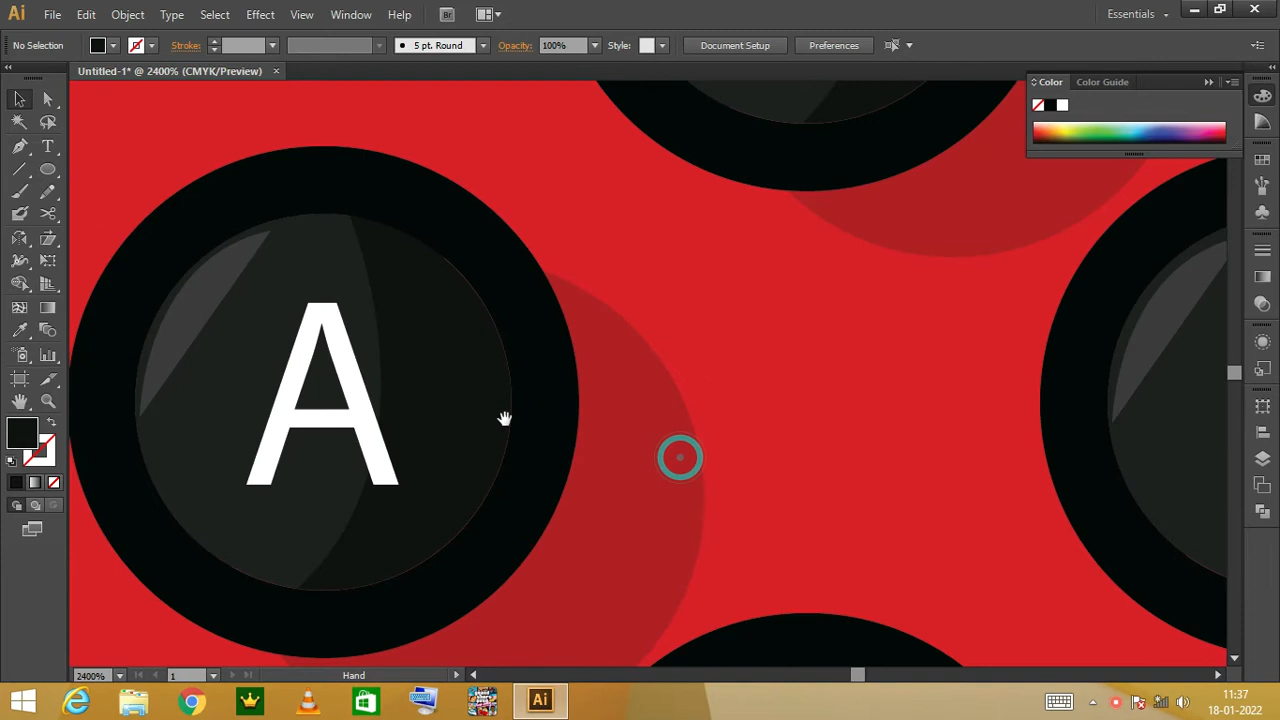 Ai File Edit Object Type Select Effect View Window Help Br Essentials
No Selection Stroke: 5 pt. Round Opacity: 100% Style: Document Setup Preferences
Untitled-1* @ 2400% (CMYK/Preview)
Color Color Guide
T
A
2400% 1 Hand
Ai 11:37
18-01-2022